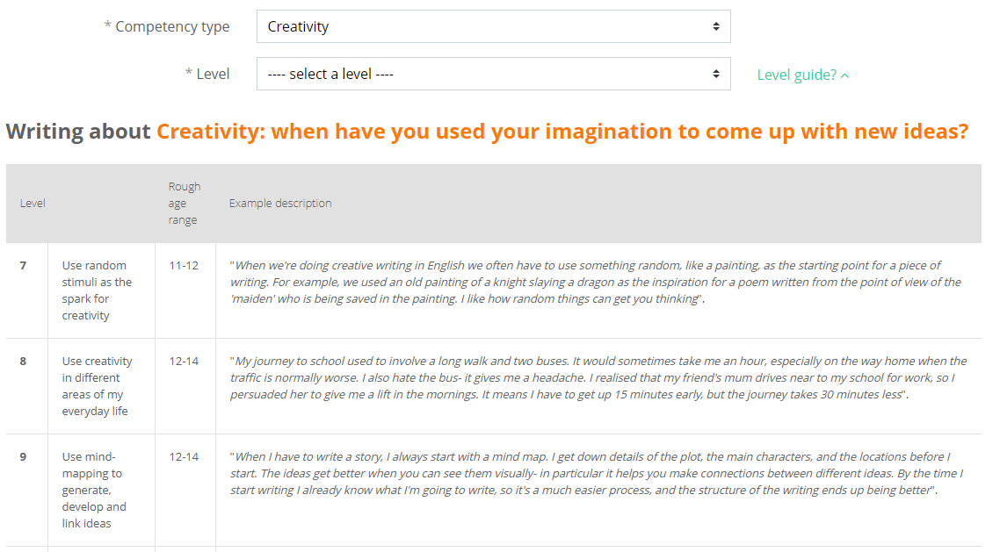 * Competency type
Creativity
* Level
---- select a level ----
Level guide?
Writing about Creativity: when have you used your imagination to come up with new ideas?
Level
Rough
age
range
Example description
7
Use random
stimuli as the
spark for
creativity
11-12
"When we're doing creative writing in English we often have to use something random, like a painting, as the starting point for a piece of
writing. For example, we used an old painting of a knight slaying a dragon as the inspiration for a poem written from the point of view of the
'maiden' who is being saved in the painting. I like how random things can get you thinking".
8
Use creativity
in different
areas of my
everyday life
12-14
"My journey to school used to involve a long walk and two buses. It would sometimes take me an hour, especially on the way home when the
traffic is normally worse. I also hate the bus- it gives me a headache. I realised that my friend's mum drives near to my school for work, so I
persuaded her to give me a lift in the mornings. It means I have to get up 15 minutes early, but the journey takes 30 minutes less".
9
Use mind-
mapping to
generate,
develop and
link ideas
12-14
"When I have to write a story, I always start with a mind map. I get down details of the plot, the main characters, and the locations before I
start. The ideas get better when you can see them visually- in particular it helps you make connections between different ideas. By the time I
start writing I already know what I'm going to write, so it's a much easier process, and the structure of the writing ends up being better".